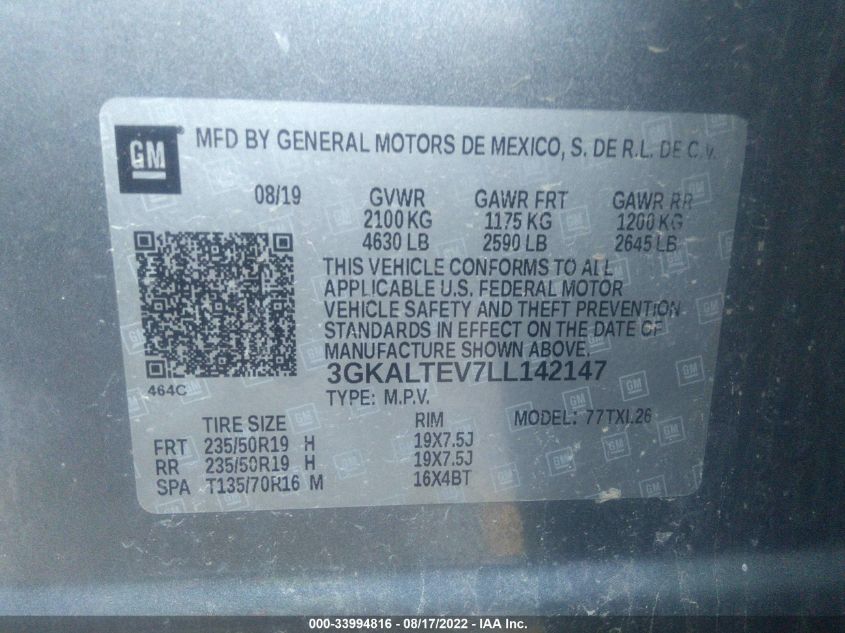 GM
MFD BY GENERAL MOTORS DE MEXICO, S. DE R.L. DE C.V.
08/19 GVWR GAWR FRT GAWR RR
2100 KG 1175 KG 1200 KG
4630 LB 2590 LB 2645 LB
THIS VEHICLE CONFORMS TO ALL
APPLICABLE U.S. FEDERAL MOTOR
VEHICLE SAFETY AND THEFT PREVENTION
STANDARDS IN EFFECT ON THE DATE OF
MANUFACTURE SHOWN ABOVE.
464C
3GKALTEV7LL142147
TYPE: M.P.V.
TIRE SIZE RIM MODEL: 77TXL26
FRT 235/50R19 H 19X7.5J
RR 235/50R19 H 19X7.5J
SPA T135/70R16 M 16X4BT
000-33994816 - 08/17/2022 - IAA Inc.